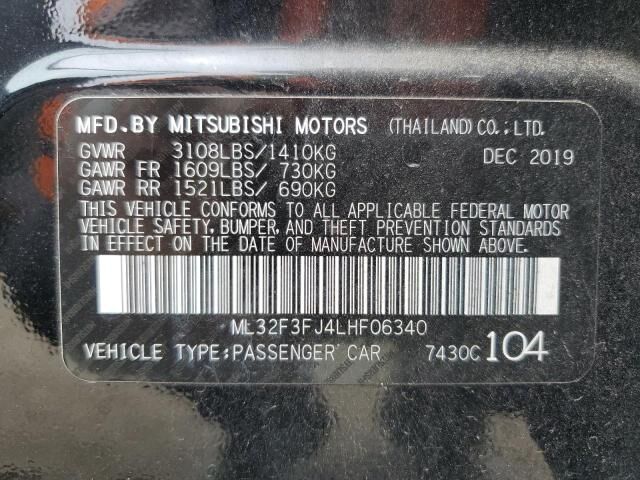 MFD.BY MITSUBISHI MOTORS (THAILAND)CO.;LTD.
GVWR 3108LBS/1410KG DEC 2019
GAWR FR 1609LBS/ 730KG
GAWR RR 1521LBS/ 690KG
THIS VEHICLE CONFORMS TO ALL APPLICABLE FEDERAL MOTOR
VEHICLE SAFETY, BUMPER, AND THEFT PREVENTION STANDARDS
IN EFFECT ON THE DATE OF MANUFACTURE SHOWN ABOVE.
ML32F3FJ4LHF06340
VEHICLE TYPE:PASSENGER CAR 7430C 104